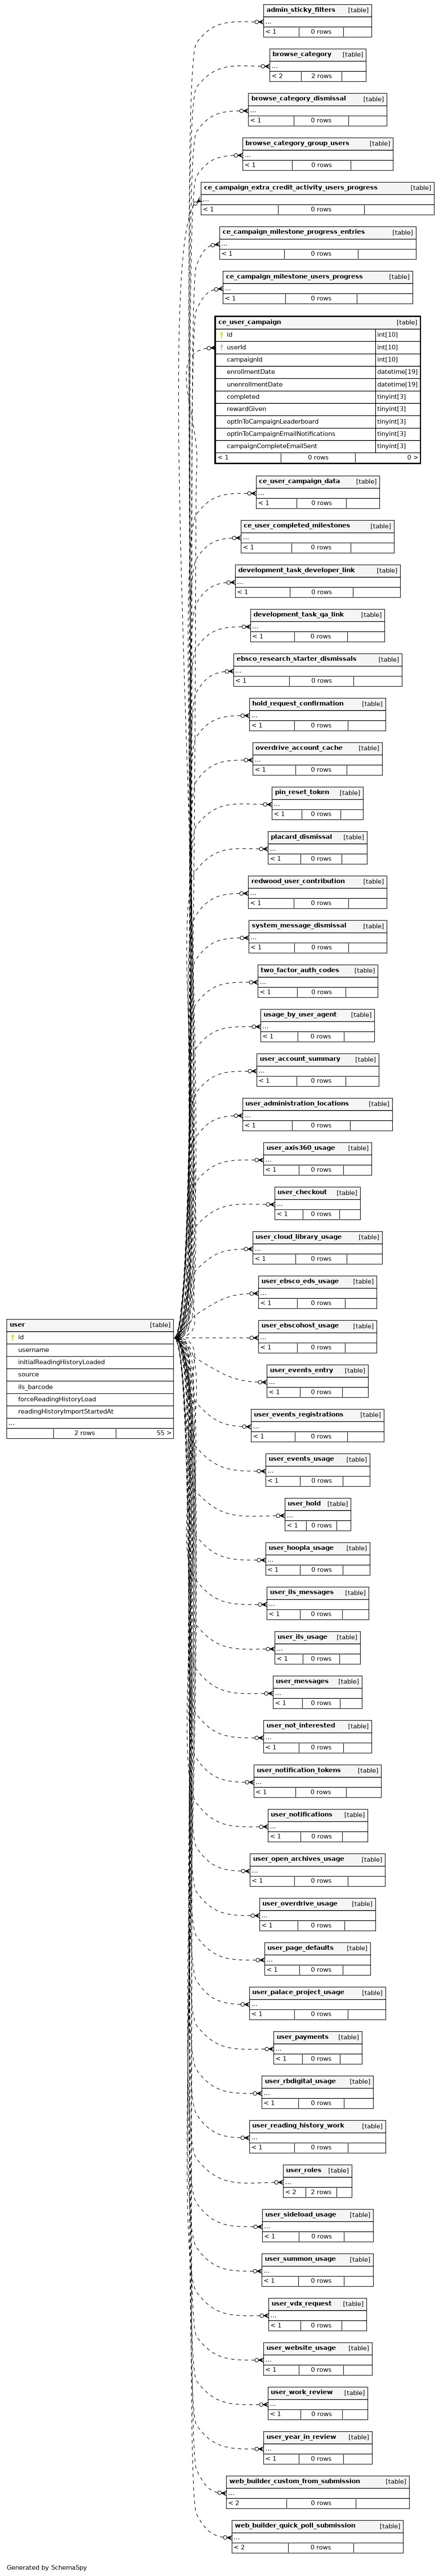 admin_sticky_filters [table]
...
< 1 0 rows
browse_category [table]
...
< 2 2 rows
browse_category_dismissal [table]
...
< 1 0 rows
browse_category_group_users [table]
...
< 1 0 rows
ce_campaign_extra_credit_activity_users_progress [table]
...
< 1 0 rows
ce_campaign_milestone_progress_entries [table]
...
< 1 0 rows
ce_campaign_milestone_users_progress [table]
...
< 1 0 rows
ce_user_campaign [table]
id int[10]
userId int[10]
campaignId int[10]
enrollmentDate datetime[19]
unenrollmentDate datetime[19]
completed tinyint[3]
rewardGiven tinyint[3]
optInToCampaignLeaderboard tinyint[3]
optInToCampaignEmailNotifications tinyint[3]
campaignCompleteEmailSent tinyint[3]
< 1 0 rows 0 >
ce_user_campaign_data [table]
...
< 1 0 rows
ce_user_completed_milestones [table]
...
< 1 0 rows
development_task_developer_link [table]
...
< 1 0 rows
development_task_qa_link [table]
...
< 1 0 rows
ebsco_research_starter_dismissals [table]
...
< 1 0 rows
hold_request_confirmation [table]
...
< 1 0 rows
overdrive_account_cache [table]
...
< 1 0 rows
pin_reset_token [table]
...
< 1 0 rows
placard_dismissal [table]
...
< 1 0 rows
redwood_user_contribution [table]
...
< 1 0 rows
system_message_dismissal [table]
...
< 1 0 rows
two_factor_auth_codes [table]
...
< 1 0 rows
usage_by_user_agent [table]
...
< 1 0 rows
user_account_summary [table]
...
< 1 0 rows
user_administration_locations [table]
...
< 1 0 rows
user_axis360_usage [table]
...
< 1 0 rows
user_checkout [table]
...
< 1 0 rows
user_cloud_library_usage [table]
...
< 1 0 rows
user_ebsco_eds_usage [table]
...
< 1 0 rows
user [table]
id
username
initialReadingHistoryLoaded
source
ils_barcode
forceReadingHistoryLoad
readingHistoryImportStartedAt
...
2 rows 55 >
user_ebscohost_usage [table]
...
< 1 0 rows
user_events_entry [table]
...
< 1 0 rows
user_events_registrations [table]
...
< 1 0 rows
user_events_usage [table]
...
< 1 0 rows
user_hold [table]
...
< 1 0 rows
user_hoopla_usage [table]
...
< 1 0 rows
user_ils_messages [table]
...
< 1 0 rows
user_ils_usage [table]
...
< 1 0 rows
user_messages [table]
...
< 1 0 rows
user_not_interested [table]
...
< 1 0 rows
user_notification_tokens [table]
...
< 1 0 rows
user_notifications [table]
...
< 1 0 rows
user_open_archives_usage [table]
...
< 1 0 rows
user_overdrive_usage [table]
...
< 1 0 rows
user_page_defaults [table]
...
< 1 0 rows
user_palace_project_usage [table]
...
< 1 0 rows
user_payments [table]
...
< 1 0 rows
user_rbdigital_usage [table]
...
< 1 0 rows
user_reading_history_work [table]
...
< 1 0 rows
user_roles [table]
...
< 2 2 rows
user_sideload_usage [table]
...
< 1 0 rows
user_summon_usage [table]
...
< 1 0 rows
user_vdx_request [table]
...
< 1 0 rows
user_website_usage [table]
...
< 1 0 rows
user_work_review [table]
...
< 1 0 rows
user_year_in_review [table]
...
< 1 0 rows
web_builder_custom_from_submission [table]
...
< 2 0 rows
web_builder_quick_poll_submission [table]
...
< 2 0 rows
Generated by SchemaSpy